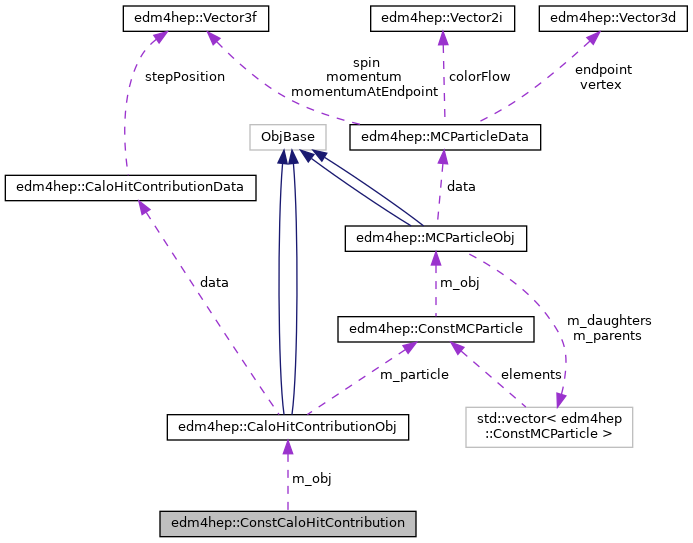 edm4hep::Vector3f
edm4hep::Vector2i
edm4hep::Vector3d
stepPosition
spin
momentum
momentumAtEndpoint
colorFlow
endpoint
vertex
ObjBase
edm4hep::MCParticleData
edm4hep::CaloHitContributionData
data
edm4hep::MCParticleObj
data
m_obj
m_daughters
m_parents
edm4hep::ConstMCParticle
m_particle
elements
edm4hep::CaloHitContributionObj
std::vector< edm4hep
::ConstMCParticle >
m_obj
edm4hep::ConstCaloHitContribution